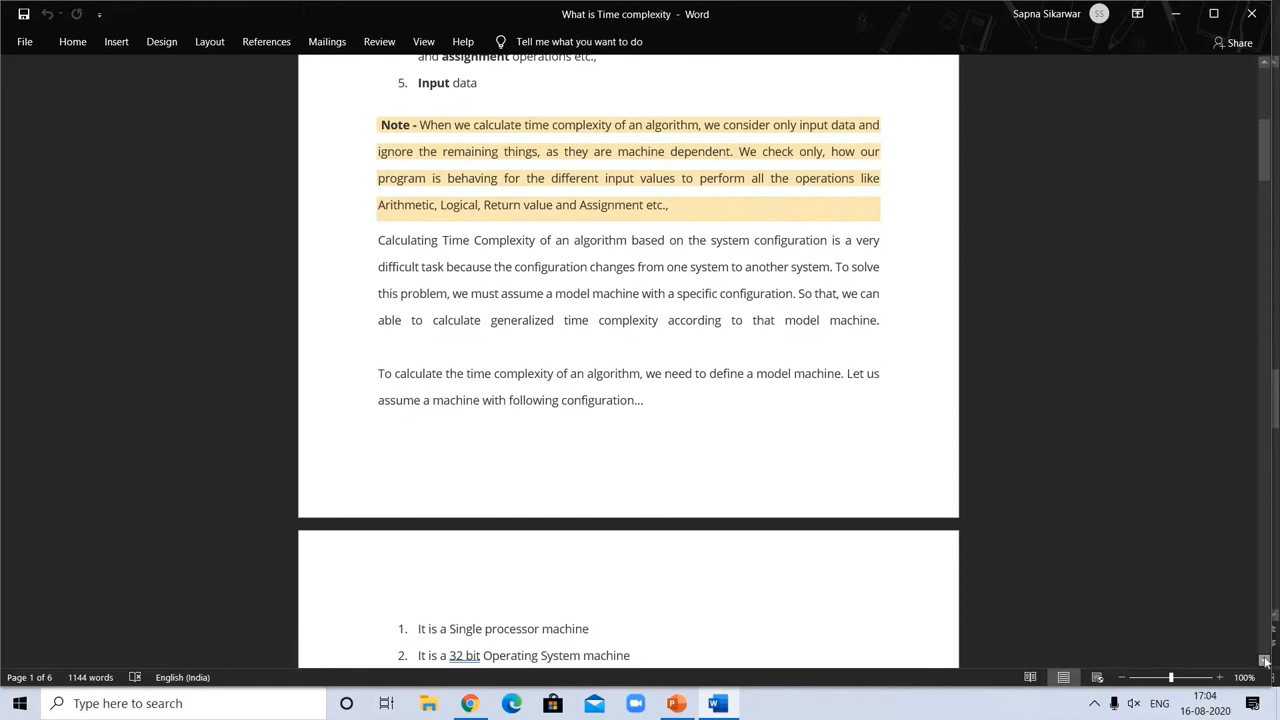 What is Time complexity - Word
Sapna Sikarwar SS
File Home Insert Design Layout References Mailings Review View Help Tell me what you want to do Share
and assignment operations etc.,
5. Input data
Note - When we calculate time complexity of an algorithm, we consider only input data and
ignore the remaining things, as they are machine dependent. We check only, how our
program is behaving for the different input values to perform all the operations like
Arithmetic, Logical, Return value and Assignment etc.,
Calculating Time Complexity of an algorithm based on the system configuration is a very
difficult task because the configuration changes from one system to another system. To solve
this problem, we must assume a model machine with a specific configuration. So that, we can
able to calculate generalized time complexity according to that model machine.
To calculate the time complexity of an algorithm, we need to define a model machine. Let us
assume a machine with following configuration...
1. It is a Single processor machine
2. It is a 32 bit Operating System machine
Page 1 of 6 1144 words English (India) 100%
Type here to search
ENG
17:04
16-08-2020